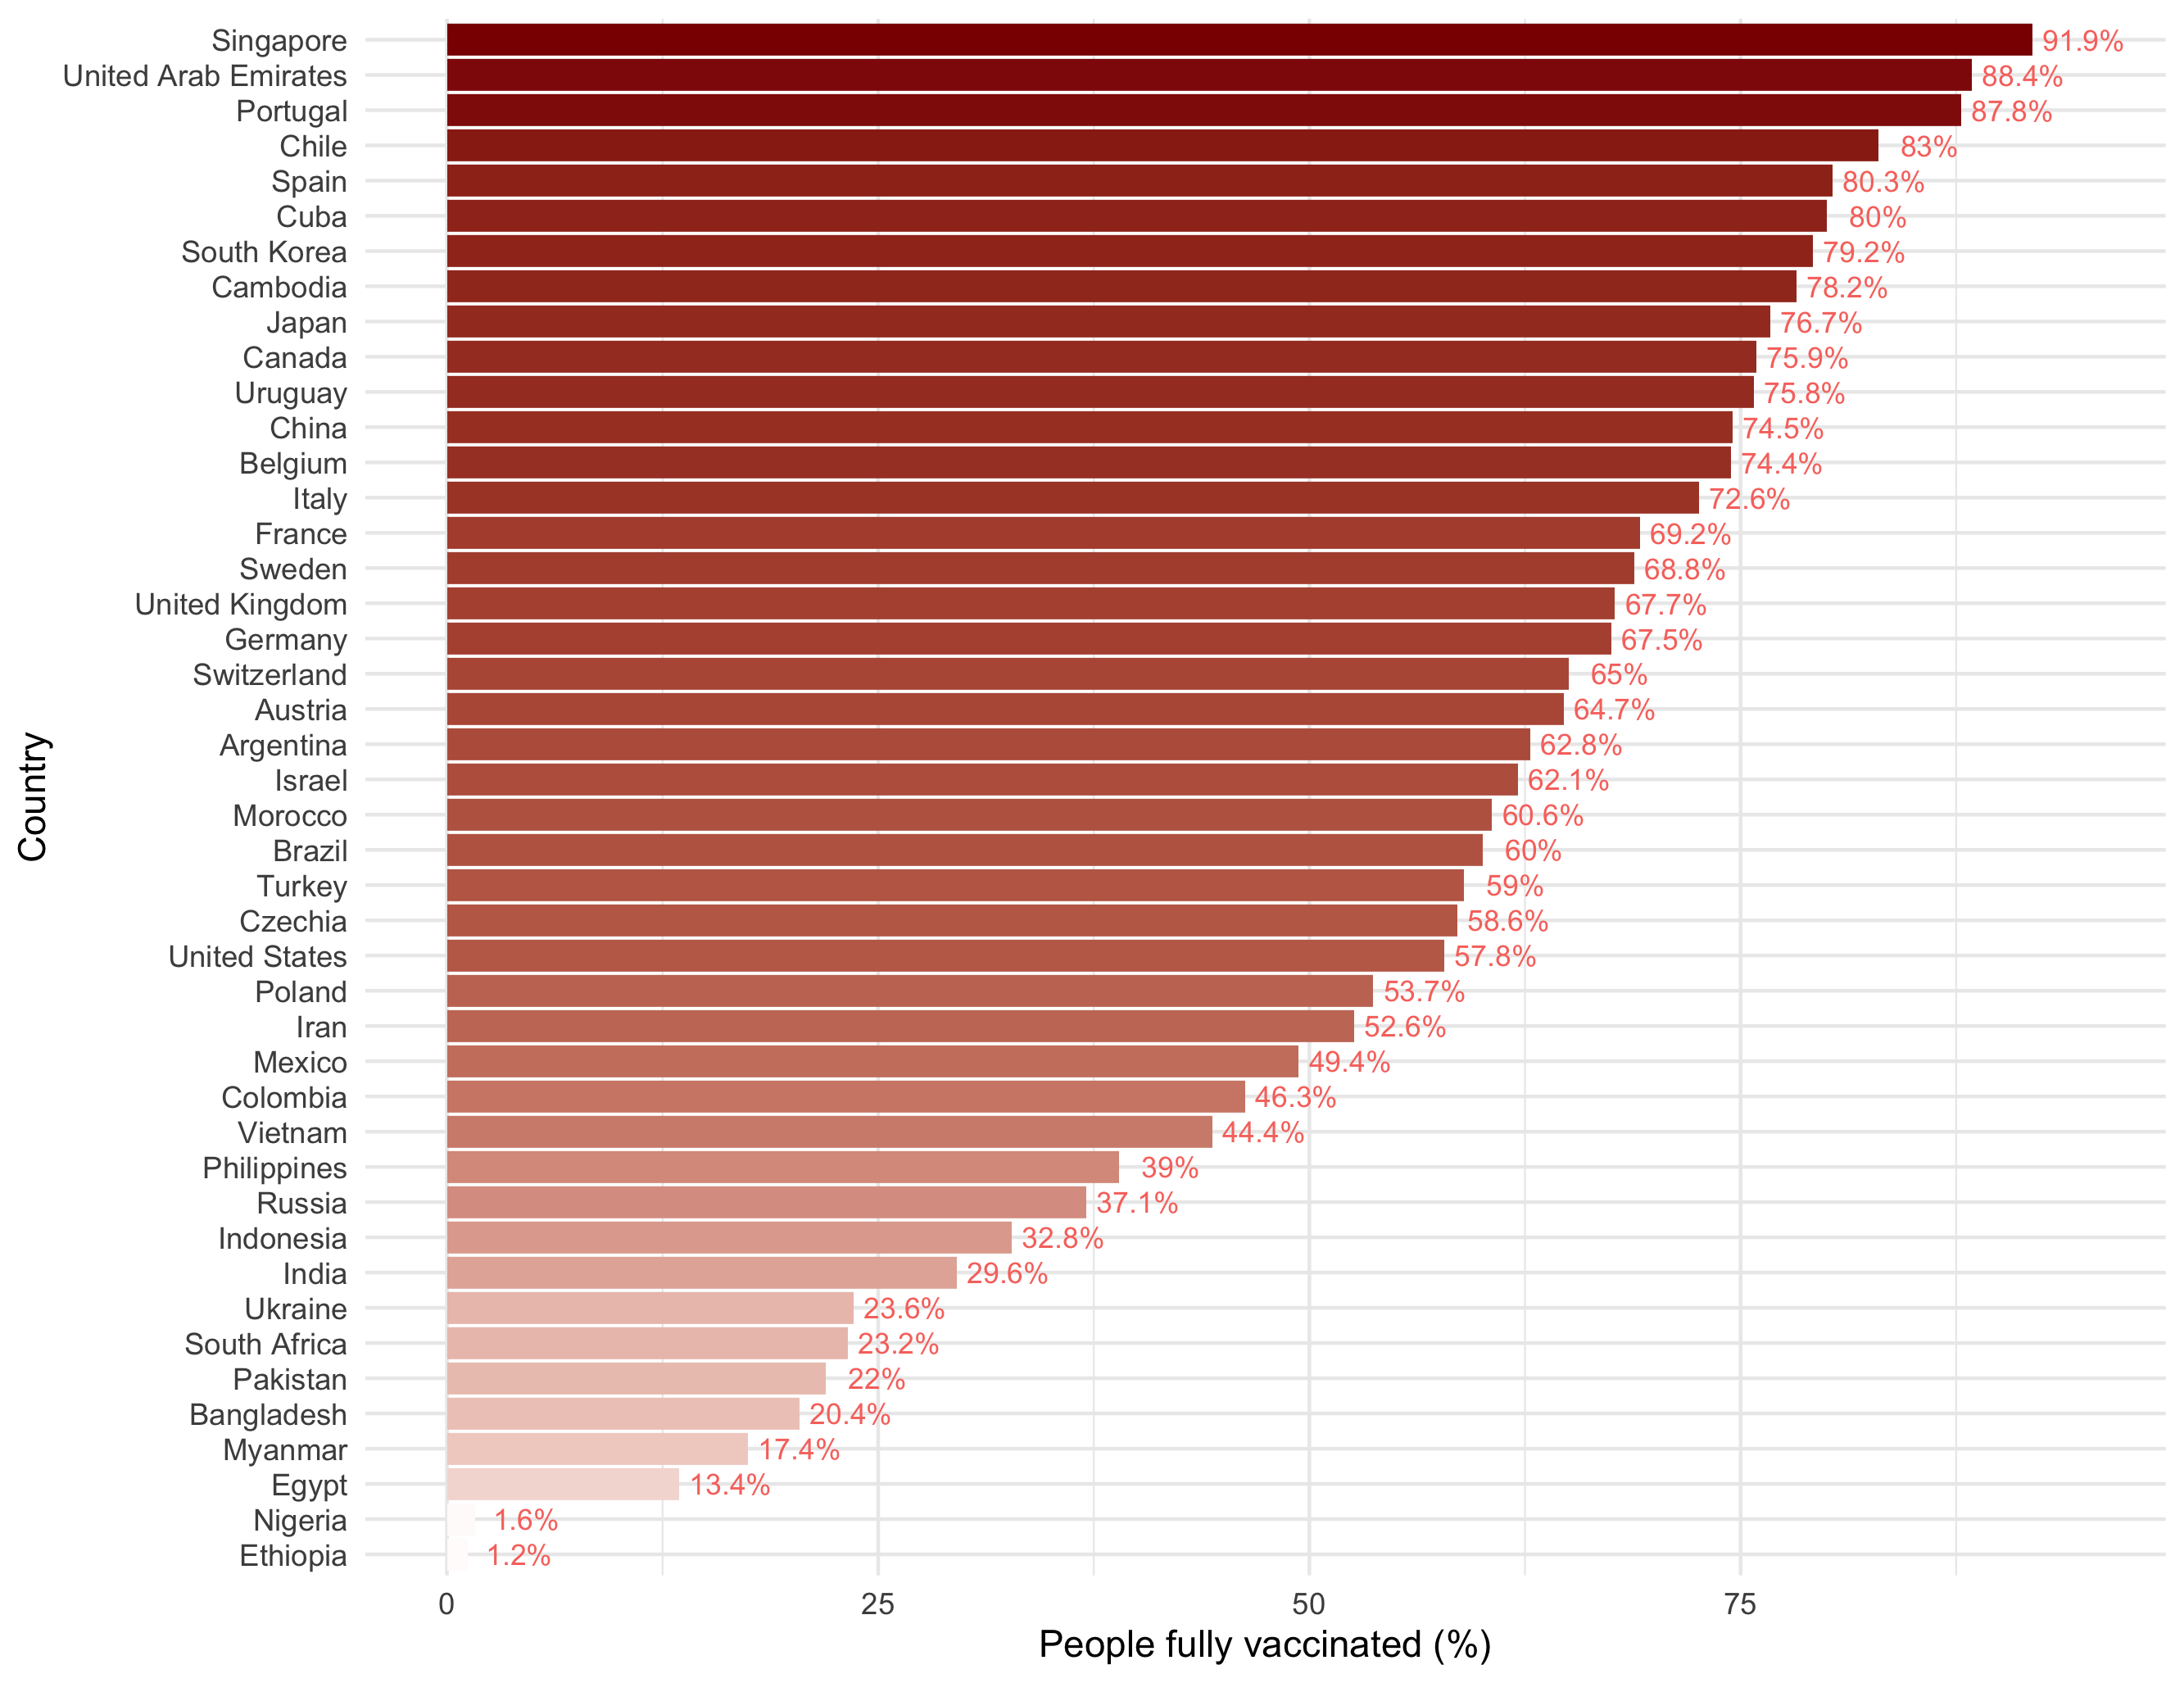 Singapore 91.9%
United Arab Emirates 88.4%
Portugal 87.8%
Chile 83%
Spain 80.3%
Cuba 80%
South Korea 79.2%
Cambodia 78.2%
Japan 76.7%
Canada 75.9%
Uruguay 75.8%
China 74.5%
Belgium 74.4%
Italy 72.6%
France 69.2%
Sweden 68.8%
United Kingdom 67.7%
Germany 67.5%
Switzerland 65%
Austria 64.7%
Argentina 62.8%
Israel 62.1%
Morocco 60.6%
Brazil 60%
Turkey 59%
Czechia 58.6%
United States 57.8%
Poland 53.7%
Iran 52.6%
Mexico 49.4%
Colombia 46.3%
Vietnam 44.4%
Philippines 39%
Russia 37.1%
Indonesia 32.8%
India 29.6%
Ukraine 23.6%
South Africa 23.2%
Pakistan 22%
Bangladesh 20.4%
Myanmar 17.4%
Egypt 13.4%
Nigeria 1.6%
Ethiopia 1.2%
Country
0 25 50 75
People fully vaccinated (%)